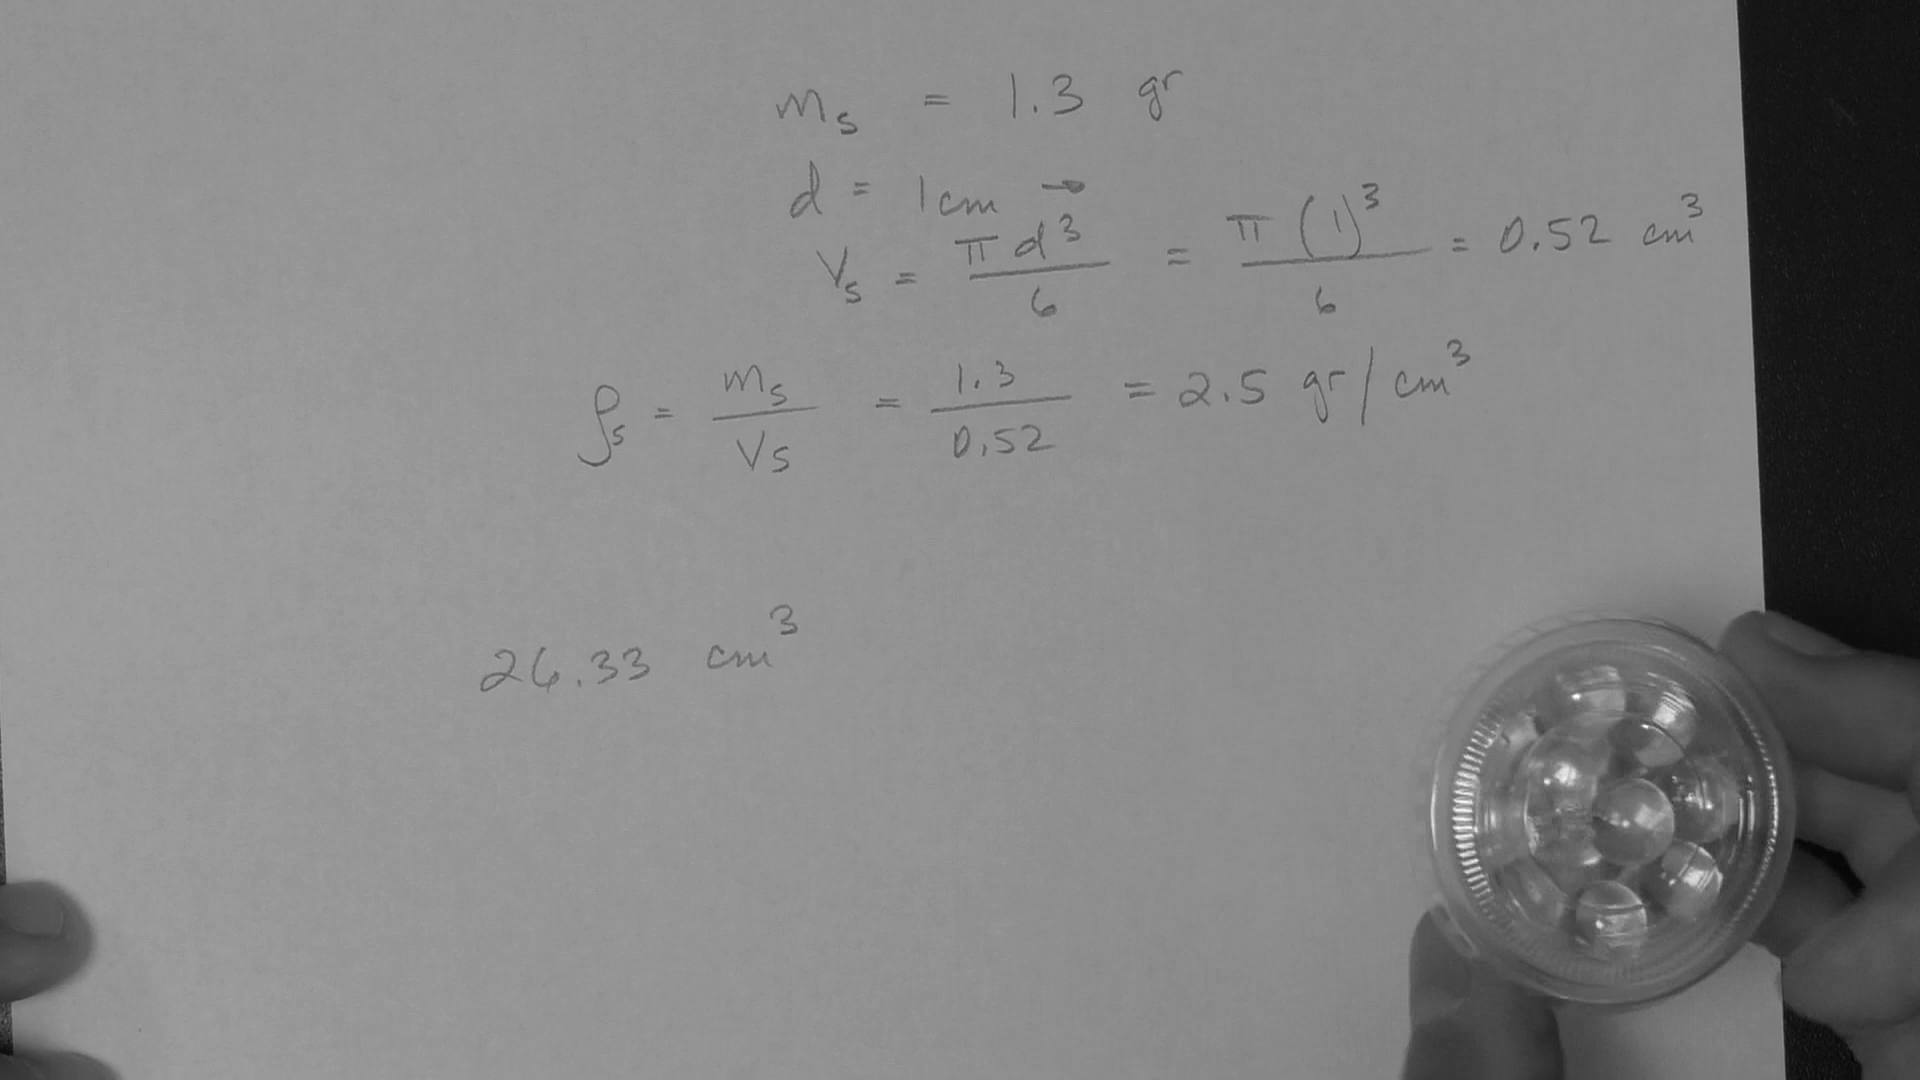 mₛ = 1.3 gr
d = 1cm →
Vₛ = πd³/6 = π(1)³/6 = 0.52 cm³
ρₛ = mₛ/Vₛ = 1.3/0.52 = 2.5 gr/cm³
26.33 cm³